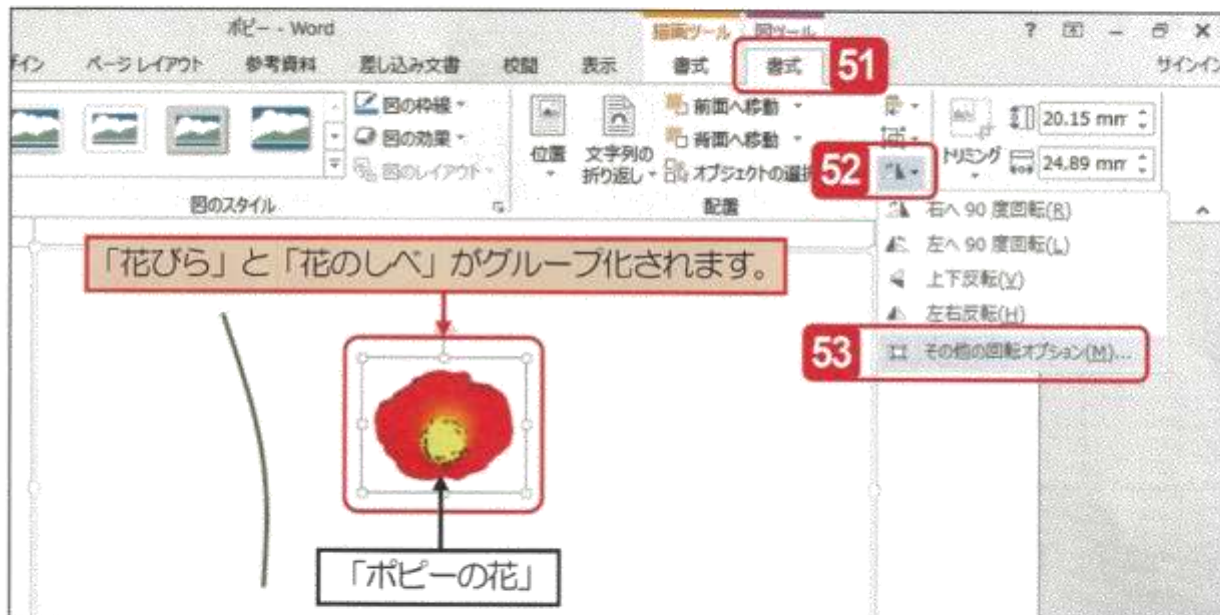 ポピー - Word
描画ツール 図ツール
ページ レイアウト 参考資料 差し込み文書 校閲 表示 書式 書式 51 サインイン
図の枠線
図の効果
図のレイアウト
図のスタイル
位置
文字列の
折り返し
前面へ移動
背面へ移動
オブジェクトの選択
配置
52
トリミング
20.15 mm
24.89 mm
右へ 90 度回転(R)
左へ 90 度回転(L)
上下反転(V)
左右反転(H)
53 その他の回転オプション(M)...
「花びら」と「花のしべ」がグループ化されます。
「ポピーの花」